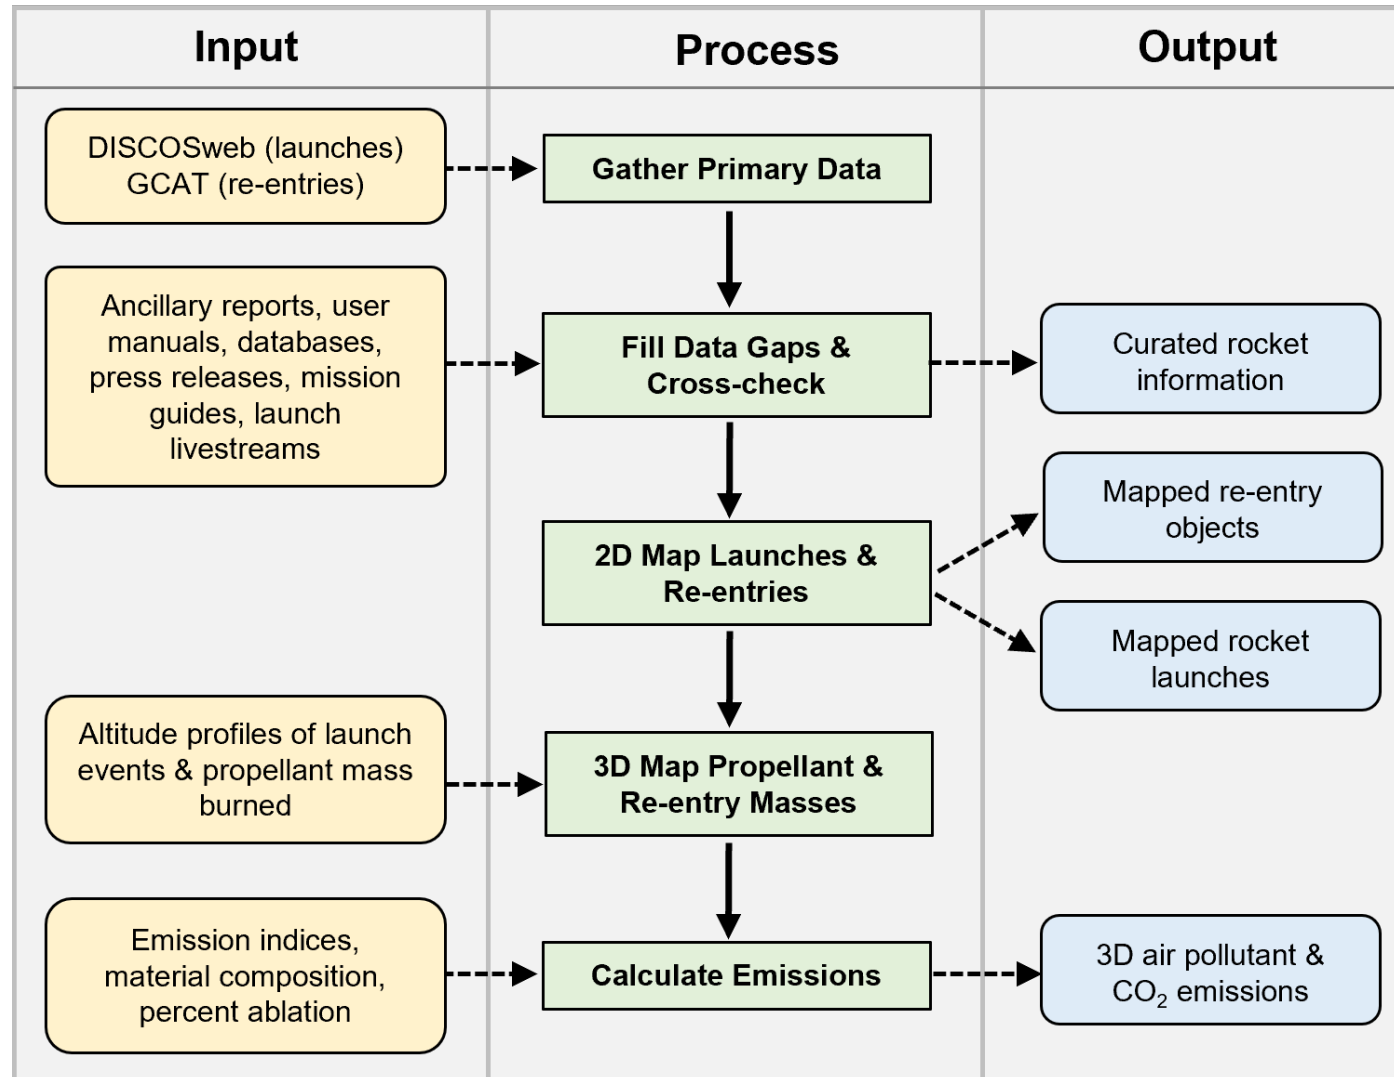 Input
Process
Output
DISCOSweb (launches)
GCAT (re-entries)
Gather Primary Data
Ancillary reports, user
manuals, databases,
press releases, mission
guides, launch
livestreams
Fill Data Gaps &
Cross-check
Curated rocket
information
2D Map Launches &
Re-entries
Mapped re-entry
objects
Mapped rocket
launches
Altitude profiles of launch
events & propellant mass
burned
3D Map Propellant &
Re-entry Masses
Emission indices,
material composition,
percent ablation
Calculate Emissions
3D air pollutant &
CO₂ emissions